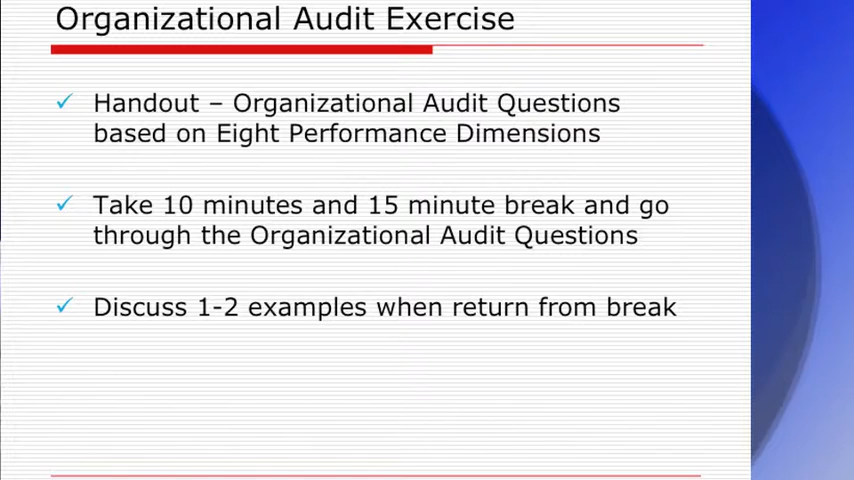 Organizational Audit Exercise
✓ Handout – Organizational Audit Questions
based on Eight Performance Dimensions
✓ Take 10 minutes and 15 minute break and go
through the Organizational Audit Questions
✓ Discuss 1-2 examples when return from break